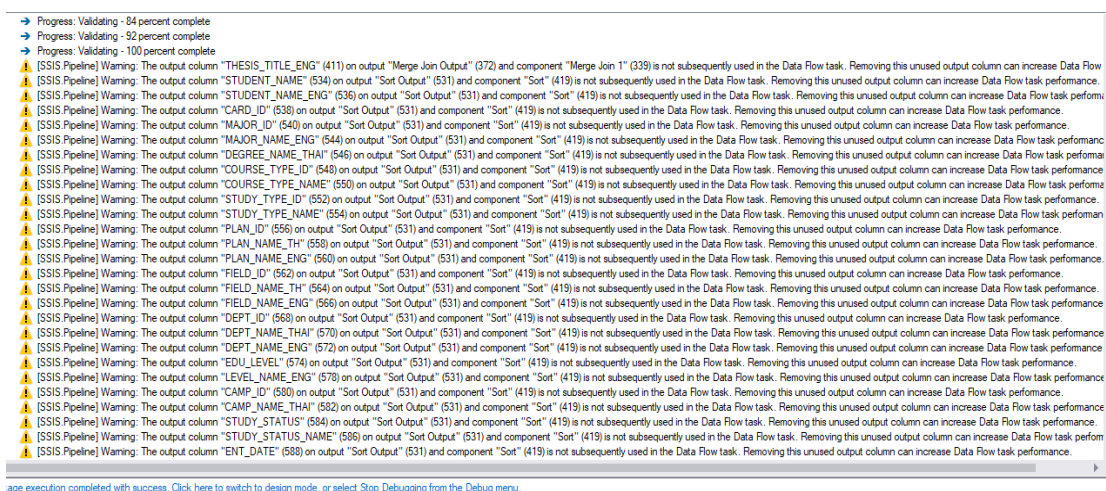 Progress: Validating - 84 percent complete
Progress: Validating - 92 percent complete
Progress: Validating - 100 percent complete
[SSIS.Pipeline] Warning: The output column "THESIS_TITLE_ENG" (411) on output "Merge Join Output" (372) and component "Merge Join 1" (339) is not subsequently used in the Data Flow task. Removing this unused output column can increase Data Flow
[SSIS.Pipeline] Warning: The output column "STUDENT_NAME" (534) on output "Sort Output" (531) and component "Sort" (419) is not subsequently used in the Data Flow task. Removing this unused output column can increase Data Flow task performance.
[SSIS.Pipeline] Warning: The output column "STUDENT_NAME_ENG" (536) on output "Sort Output" (531) and component "Sort" (419) is not subsequently used in the Data Flow task. Removing this unused output column can increase Data Flow task performa
[SSIS.Pipeline] Warning: The output column "CARD_ID" (538) on output "Sort Output" (531) and component "Sort" (419) is not subsequently used in the Data Flow task. Removing this unused output column can increase Data Flow task performance.
[SSIS.Pipeline] Warning: The output column "MAJOR_ID" (540) on output "Sort Output" (531) and component "Sort" (419) is not subsequently used in the Data Flow task. Removing this unused output column can increase Data Flow task performance.
[SSIS.Pipeline] Warning: The output column "MAJOR_NAME_ENG" (544) on output "Sort Output" (531) and component "Sort" (419) is not subsequently used in the Data Flow task. Removing this unused output column can increase Data Flow task performanc
[SSIS.Pipeline] Warning: The output column "DEGREE_NAME_THAI" (546) on output "Sort Output" (531) and component "Sort" (419) is not subsequently used in the Data Flow task. Removing this unused output column can increase Data Flow task performan
[SSIS.Pipeline] Warning: The output column "COURSE_TYPE_ID" (548) on output "Sort Output" (531) and component "Sort" (419) is not subsequently used in the Data Flow task. Removing this unused output column can increase Data Flow task performance
[SSIS.Pipeline] Warning: The output column "COURSE_TYPE_NAME" (550) on output "Sort Output" (531) and component "Sort" (419) is not subsequently used in the Data Flow task. Removing this unused output column can increase Data Flow task performa
[SSIS.Pipeline] Warning: The output column "STUDY_TYPE_ID" (552) on output "Sort Output" (531) and component "Sort" (419) is not subsequently used in the Data Flow task. Removing this unused output column can increase Data Flow task performance.
[SSIS.Pipeline] Warning: The output column "STUDY_TYPE_NAME" (554) on output "Sort Output" (531) and component "Sort" (419) is not subsequently used in the Data Flow task. Removing this unused output column can increase Data Flow task performan
[SSIS.Pipeline] Warning: The output column "PLAN_ID" (556) on output "Sort Output" (531) and component "Sort" (419) is not subsequently used in the Data Flow task. Removing this unused output column can increase Data Flow task performance.
[SSIS.Pipeline] Warning: The output column "PLAN_NAME_TH" (558) on output "Sort Output" (531) and component "Sort" (419) is not subsequently used in the Data Flow task. Removing this unused output column can increase Data Flow task performance.
[SSIS.Pipeline] Warning: The output column "PLAN_NAME_ENG" (560) on output "Sort Output" (531) and component "Sort" (419) is not subsequently used in the Data Flow task. Removing this unused output column can increase Data Flow task performance.
[SSIS.Pipeline] Warning: The output column "FIELD_ID" (562) on output "Sort Output" (531) and component "Sort" (419) is not subsequently used in the Data Flow task. Removing this unused output column can increase Data Flow task performance.
[SSIS.Pipeline] Warning: The output column "FIELD_NAME_TH" (564) on output "Sort Output" (531) and component "Sort" (419) is not subsequently used in the Data Flow task. Removing this unused output column can increase Data Flow task performance.
[SSIS.Pipeline] Warning: The output column "FIELD_NAME_ENG" (566) on output "Sort Output" (531) and component "Sort" (419) is not subsequently used in the Data Flow task. Removing this unused output column can increase Data Flow task performance
[SSIS.Pipeline] Warning: The output column "DEPT_ID" (568) on output "Sort Output" (531) and component "Sort" (419) is not subsequently used in the Data Flow task. Removing this unused output column can increase Data Flow task performance.
[SSIS.Pipeline] Warning: The output column "DEPT_NAME_THAI" (570) on output "Sort Output" (531) and component "Sort" (419) is not subsequently used in the Data Flow task. Removing this unused output column can increase Data Flow task performance
[SSIS.Pipeline] Warning: The output column "DEPT_NAME_ENG" (572) on output "Sort Output" (531) and component "Sort" (419) is not subsequently used in the Data Flow task. Removing this unused output column can increase Data Flow task performance
[SSIS.Pipeline] Warning: The output column "EDU_LEVEL" (574) on output "Sort Output" (531) and component "Sort" (419) is not subsequently used in the Data Flow task. Removing this unused output column can increase Data Flow task performance.
[SSIS.Pipeline] Warning: The output column "LEVEL_NAME_ENG" (578) on output "Sort Output" (531) and component "Sort" (419) is not subsequently used in the Data Flow task. Removing this unused output column can increase Data Flow task performance
[SSIS.Pipeline] Warning: The output column "CAMP_ID" (580) on output "Sort Output" (531) and component "Sort" (419) is not subsequently used in the Data Flow task. Removing this unused output column can increase Data Flow task performance.
[SSIS.Pipeline] Warning: The output column "CAMP_NAME_THAI" (582) on output "Sort Output" (531) and component "Sort" (419) is not subsequently used in the Data Flow task. Removing this unused output column can increase Data Flow task performance
[SSIS.Pipeline] Warning: The output column "STUDY_STATUS" (584) on output "Sort Output" (531) and component "Sort" (419) is not subsequently used in the Data Flow task. Removing this unused output column can increase Data Flow task performance.
[SSIS.Pipeline] Warning: The output column "STUDY_STATUS_NAME" (586) on output "Sort Output" (531) and component "Sort" (419) is not subsequently used in the Data Flow task. Removing this unused output column can increase Data Flow task perform
[SSIS.Pipeline] Warning: The output column "ENT_DATE" (588) on output "Sort Output" (531) and component "Sort" (419) is not subsequently used in the Data Flow task. Removing this unused output column can increase Data Flow task performance.
age execution completed with success. Click here to switch to design mode, or select Stop Debugging from the Debug menu.